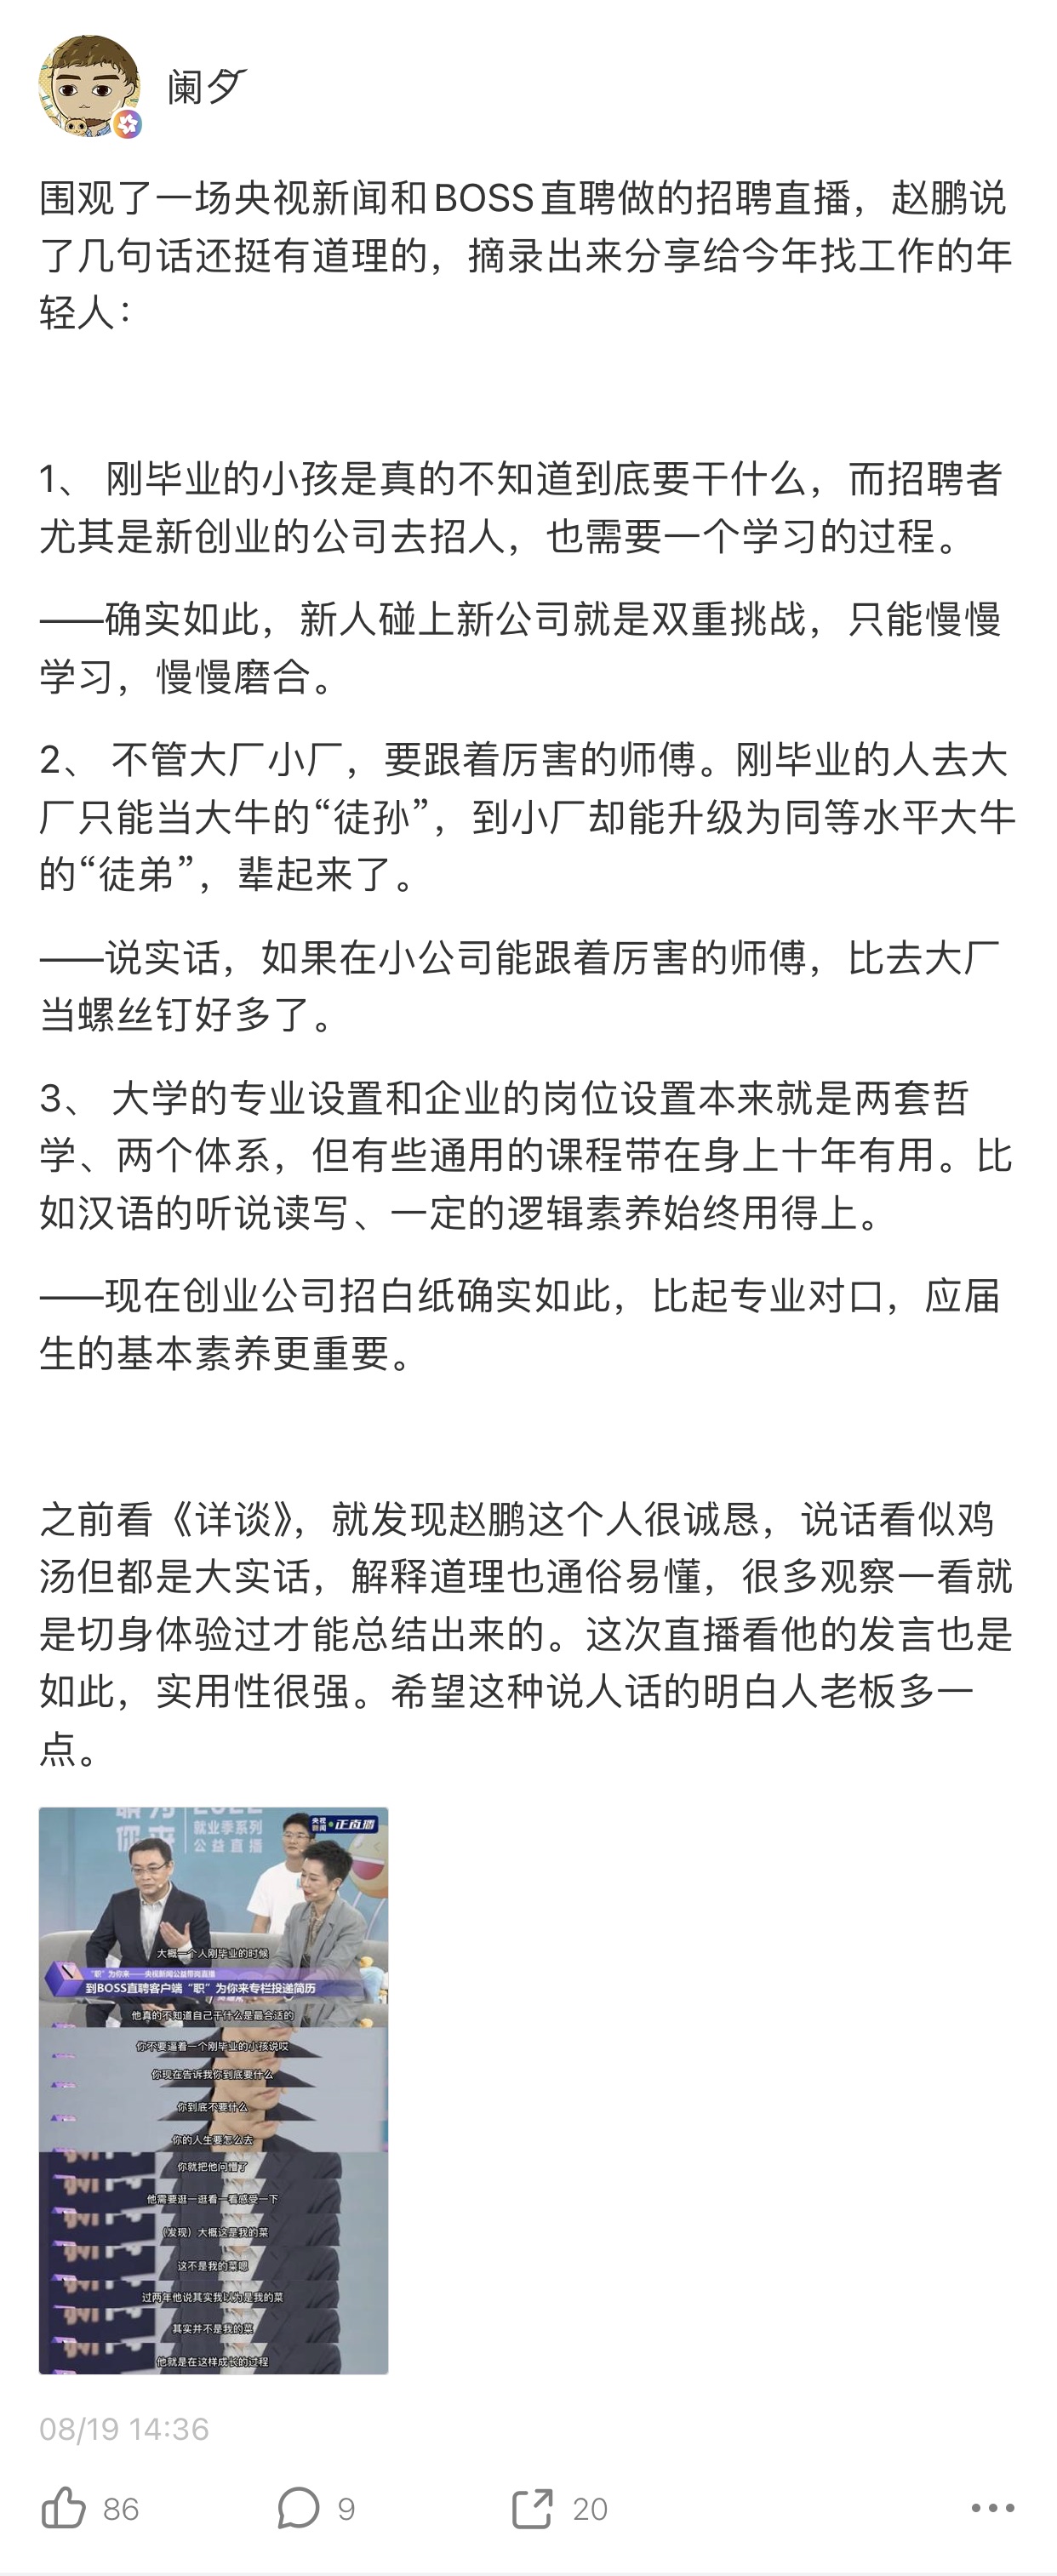 阑夕
围观了一场央视新闻和BOSS直聘做的招聘直播，赵鹏说
了几句话还挺有道理的，摘录出来分享给今年找工作的年
轻人：
1、 刚毕业的小孩是真的不知道到底要干什么，而招聘者
尤其是新创业的公司去招人，也需要一个学习的过程。
——确实如此，新人碰上新公司就是双重挑战，只能慢慢
学习，慢慢磨合。
2、 不管大厂小厂，要跟着厉害的师傅。刚毕业的人去大
厂只能当大牛的“徒孙”，到小厂却能升级为同等水平大牛
的“徒弟”，辈起来了。
——说实话，如果在小公司能跟着厉害的师傅，比去大厂
当螺丝钉好多了。
3、 大学的专业设置和企业的岗位设置本来就是两套哲
学、两个体系，但有些通用的课程带在身上十年有用。比
如汉语的听说读写、一定的逻辑素养始终用得上。
——现在创业公司招白纸确实如此，比起专业对口，应届
生的基本素养更重要。
之前看《详谈》，就发现赵鹏这个人很诚恳，说话看似鸡
汤但都是大实话，解释道理也通俗易懂，很多观察一看就
是切身体验过才能总结出来的。这次直播看他的发言也是
如此，实用性很强。希望这种说人话的明白人老板多一
点。
央视新闻 正直播
就业季系列
公益直播
大概一个人刚毕业的时候
“职”为你来——央视新闻公益带岗直播
到BOSS直聘客户端“职”为你来专栏投递简历
他真的不知道自己干什么是最合适的
你不要逼着一个刚毕业的小孩说哎
你现在告诉我你到底要什么
你到底不要什么
你的人生要怎么去
你就把他问懵了
他需要逛一逛看一看感受一下
（发现）大概这是我的菜
这不是我的菜嗯
过两年他说其实我以为是我的菜
其实并不是我的菜
他就是在这样成长的过程
08/19 14:36
86
9
20